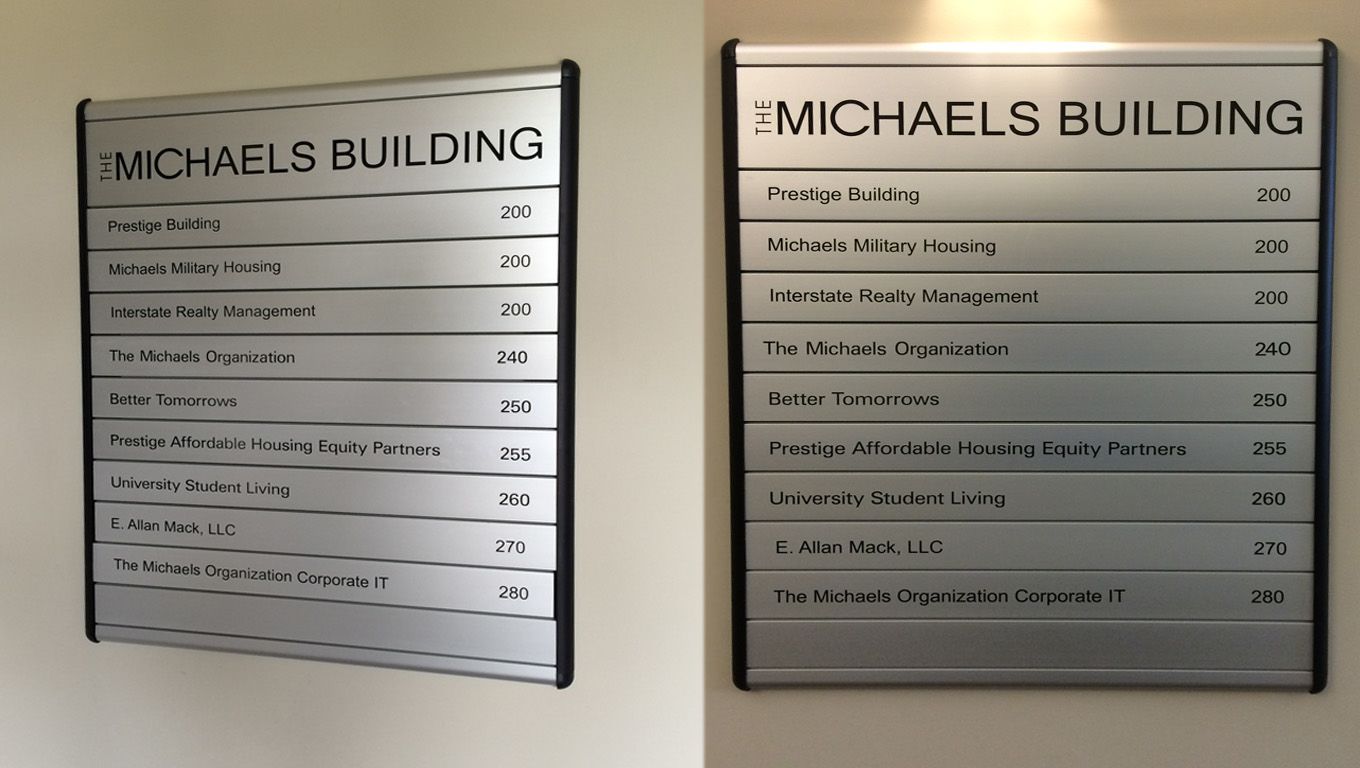 THE MICHAELS BUILDING
Prestige Building 200
Michaels Military Housing 200
Interstate Realty Management 200
The Michaels Organization 240
Better Tomorrows 250
Prestige Affordable Housing Equity Partners 255
University Student Living 260
E. Allan Mack, LLC 270
The Michaels Organization Corporate IT 280
THE MICHAELS BUILDING
Prestige Building 200
Michaels Military Housing 200
Interstate Realty Management 200
The Michaels Organization 240
Better Tomorrows 250
Prestige Affordable Housing Equity Partners 255
University Student Living 260
E. Allan Mack, LLC 270
The Michaels Organization Corporate IT 280